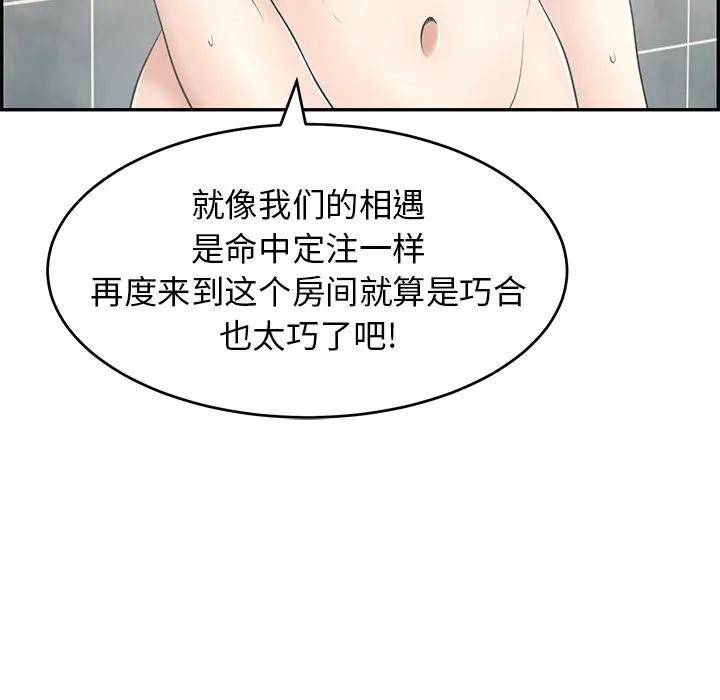 就像我们的相遇
是命中定注一样
再度来到这个房间就算是巧合
也太巧了吧!